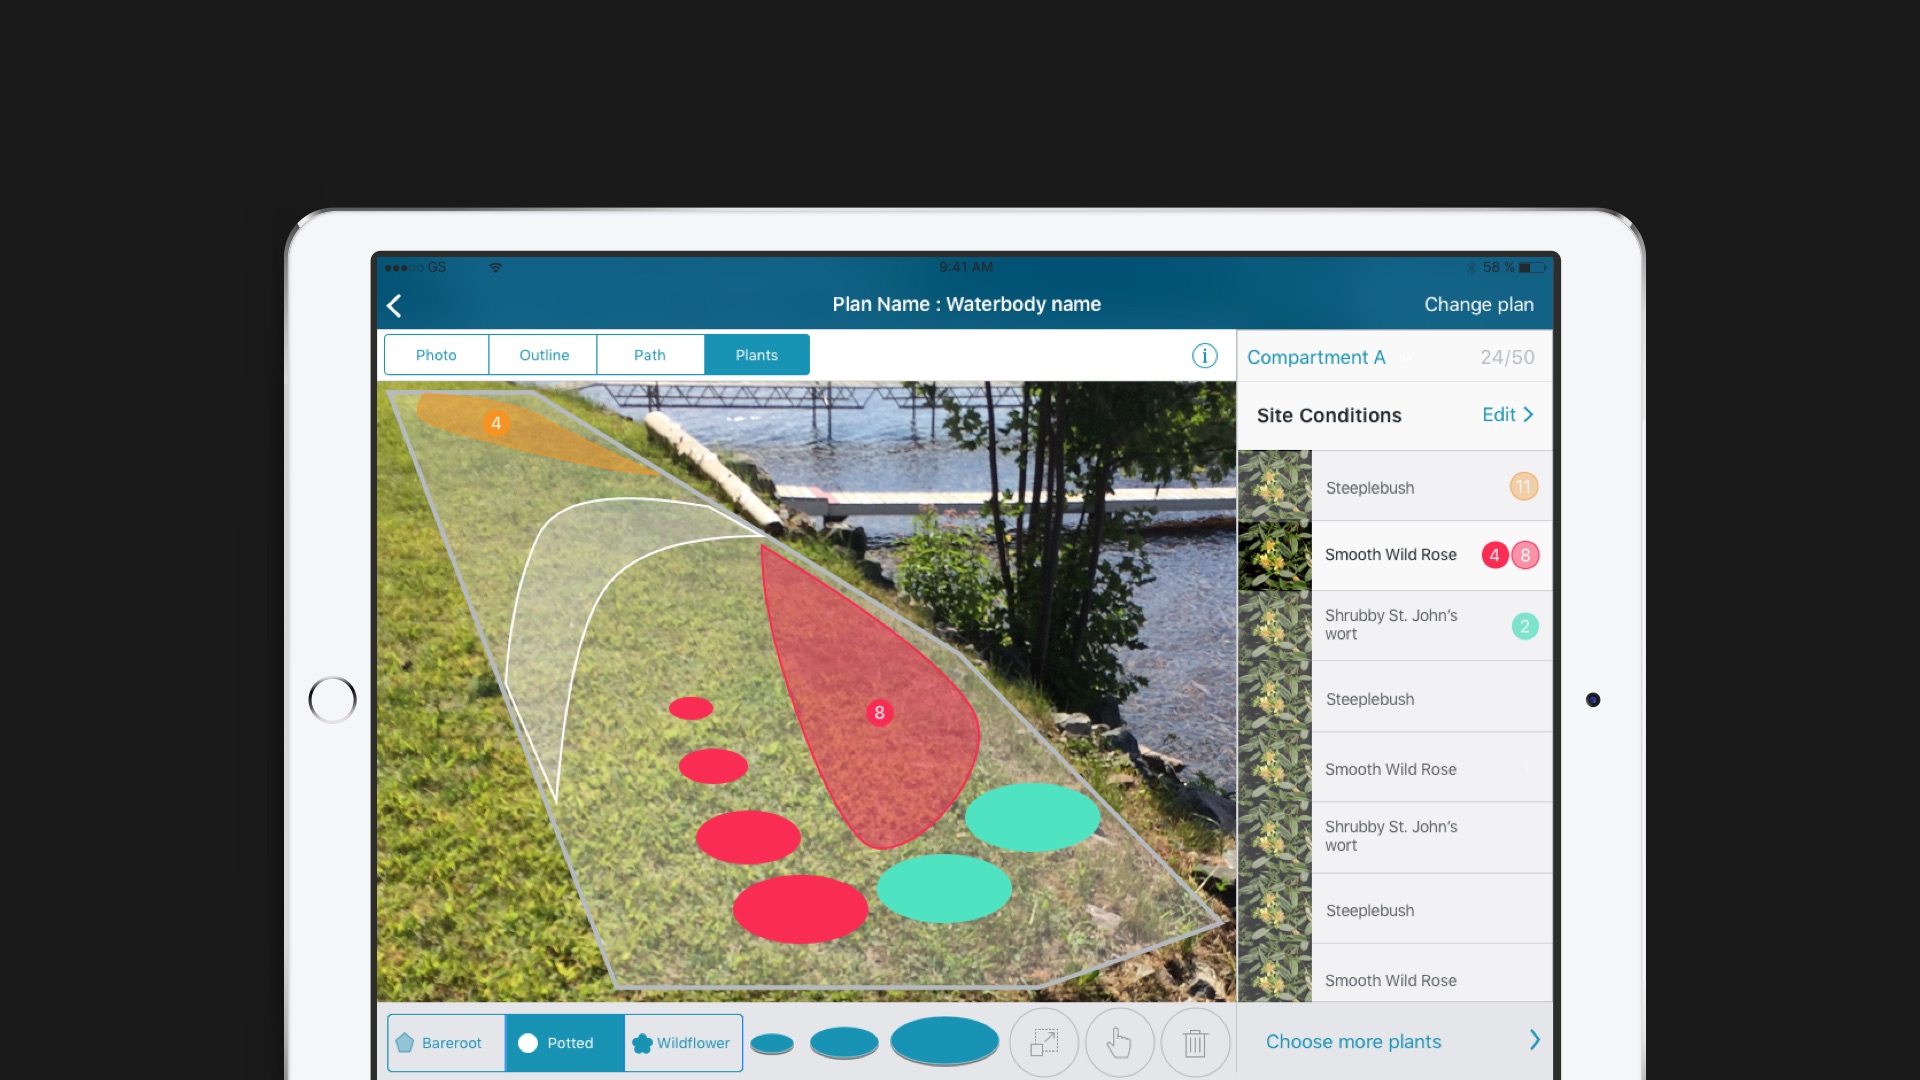 GS
9:41 AM
58 %
Plan Name : Waterbody name
Change plan
Photo
Outline
Path
Plants
i
Compartment A
24/50
Site Conditions
Edit
4
8
Steeplebush
11
Smooth Wild Rose
4
8
Shrubby St. John’s
wort
2
Steeplebush
Smooth Wild Rose
Shrubby St. John’s
wort
Steeplebush
Smooth Wild Rose
Bareroot
Potted
Wildflower
Choose more plants